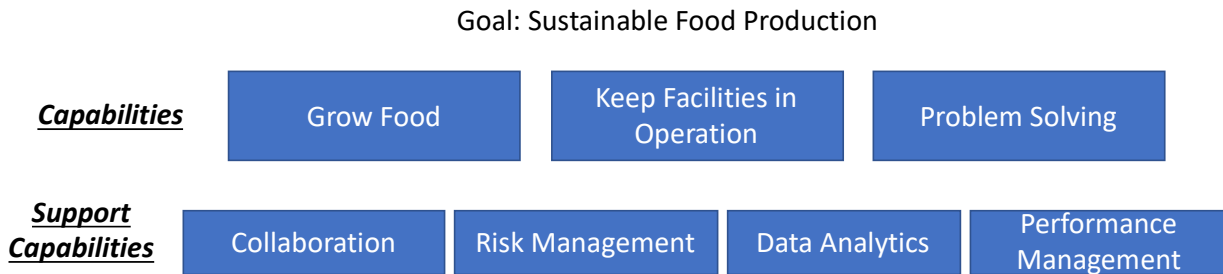 Goal: Sustainable Food Production
Capabilities
Grow Food
Keep Facilities in
Operation
Problem Solving
Support
Capabilities
Collaboration
Risk Management
Data Analytics
Performance
Management